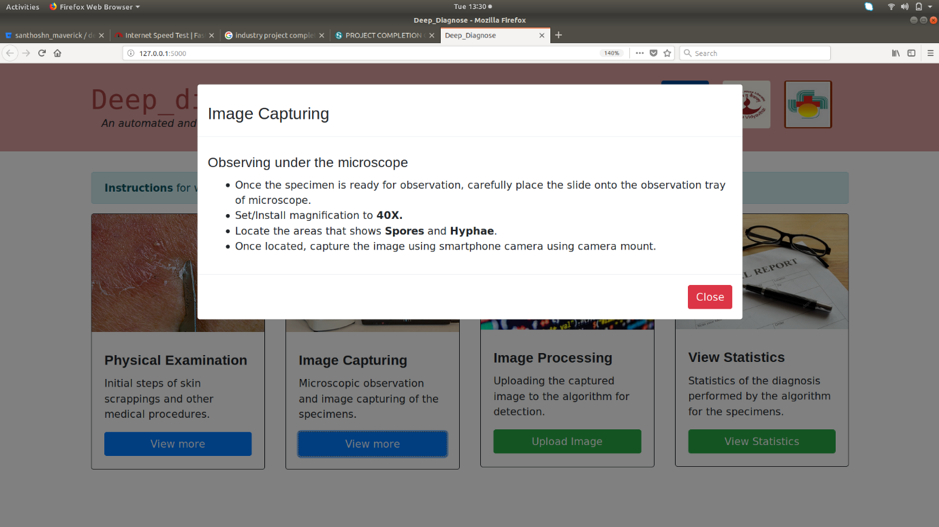 Activities
Firefox Web Browser
Tue 13:30
Deep_Diagnose - Mozilla Firefox
santhoshn_maverick / d
Internet Speed Test | Fa
industry project comple
PROJECT COMPLETION
Deep_Diagnose
127.0.0.1:5000
140%
Search
Deep_di
An automated and
Image Capturing
Observing under the microscope
Once the specimen is ready for observation, carefully place the slide onto the observation tray
of microscope.
Set/Install magnification to 40X.
Locate the areas that shows Spores and Hyphae.
Once located, capture the image using smartphone camera using camera mount.
Close
Instructions for
REPORT
Physical Examination
Initial steps of skin
scrappings and other
medical procedures.
View more
Image Capturing
Microscopic observation
and image capturing of the
specimens.
View more
Image Processing
Uploading the captured
image to the algorithm for
detection.
Upload Image
View Statistics
Statistics of the diagnosis
performed by the algorithm
for the specimens.
View Statistics